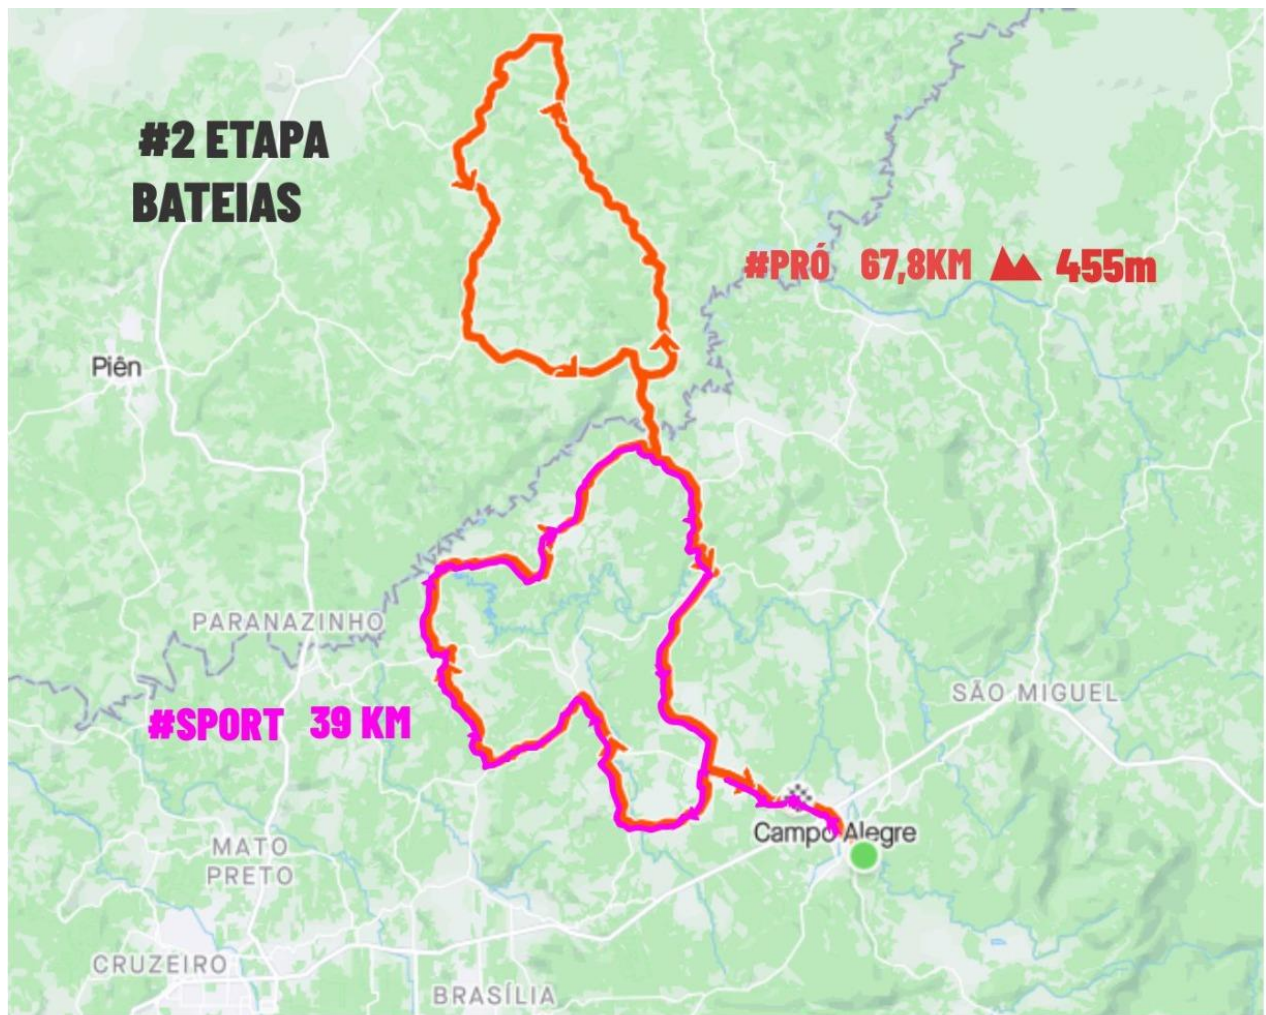 #2 ETAPA
BATEIAS
#PRÓ 67,8KM 455m
Piên
PARANAZINHO
SÃO MIGUEL
#SPORT 39 KM
Campo Alegre
MATO
PRETO
CRUZEIRO
BRASÍLIA